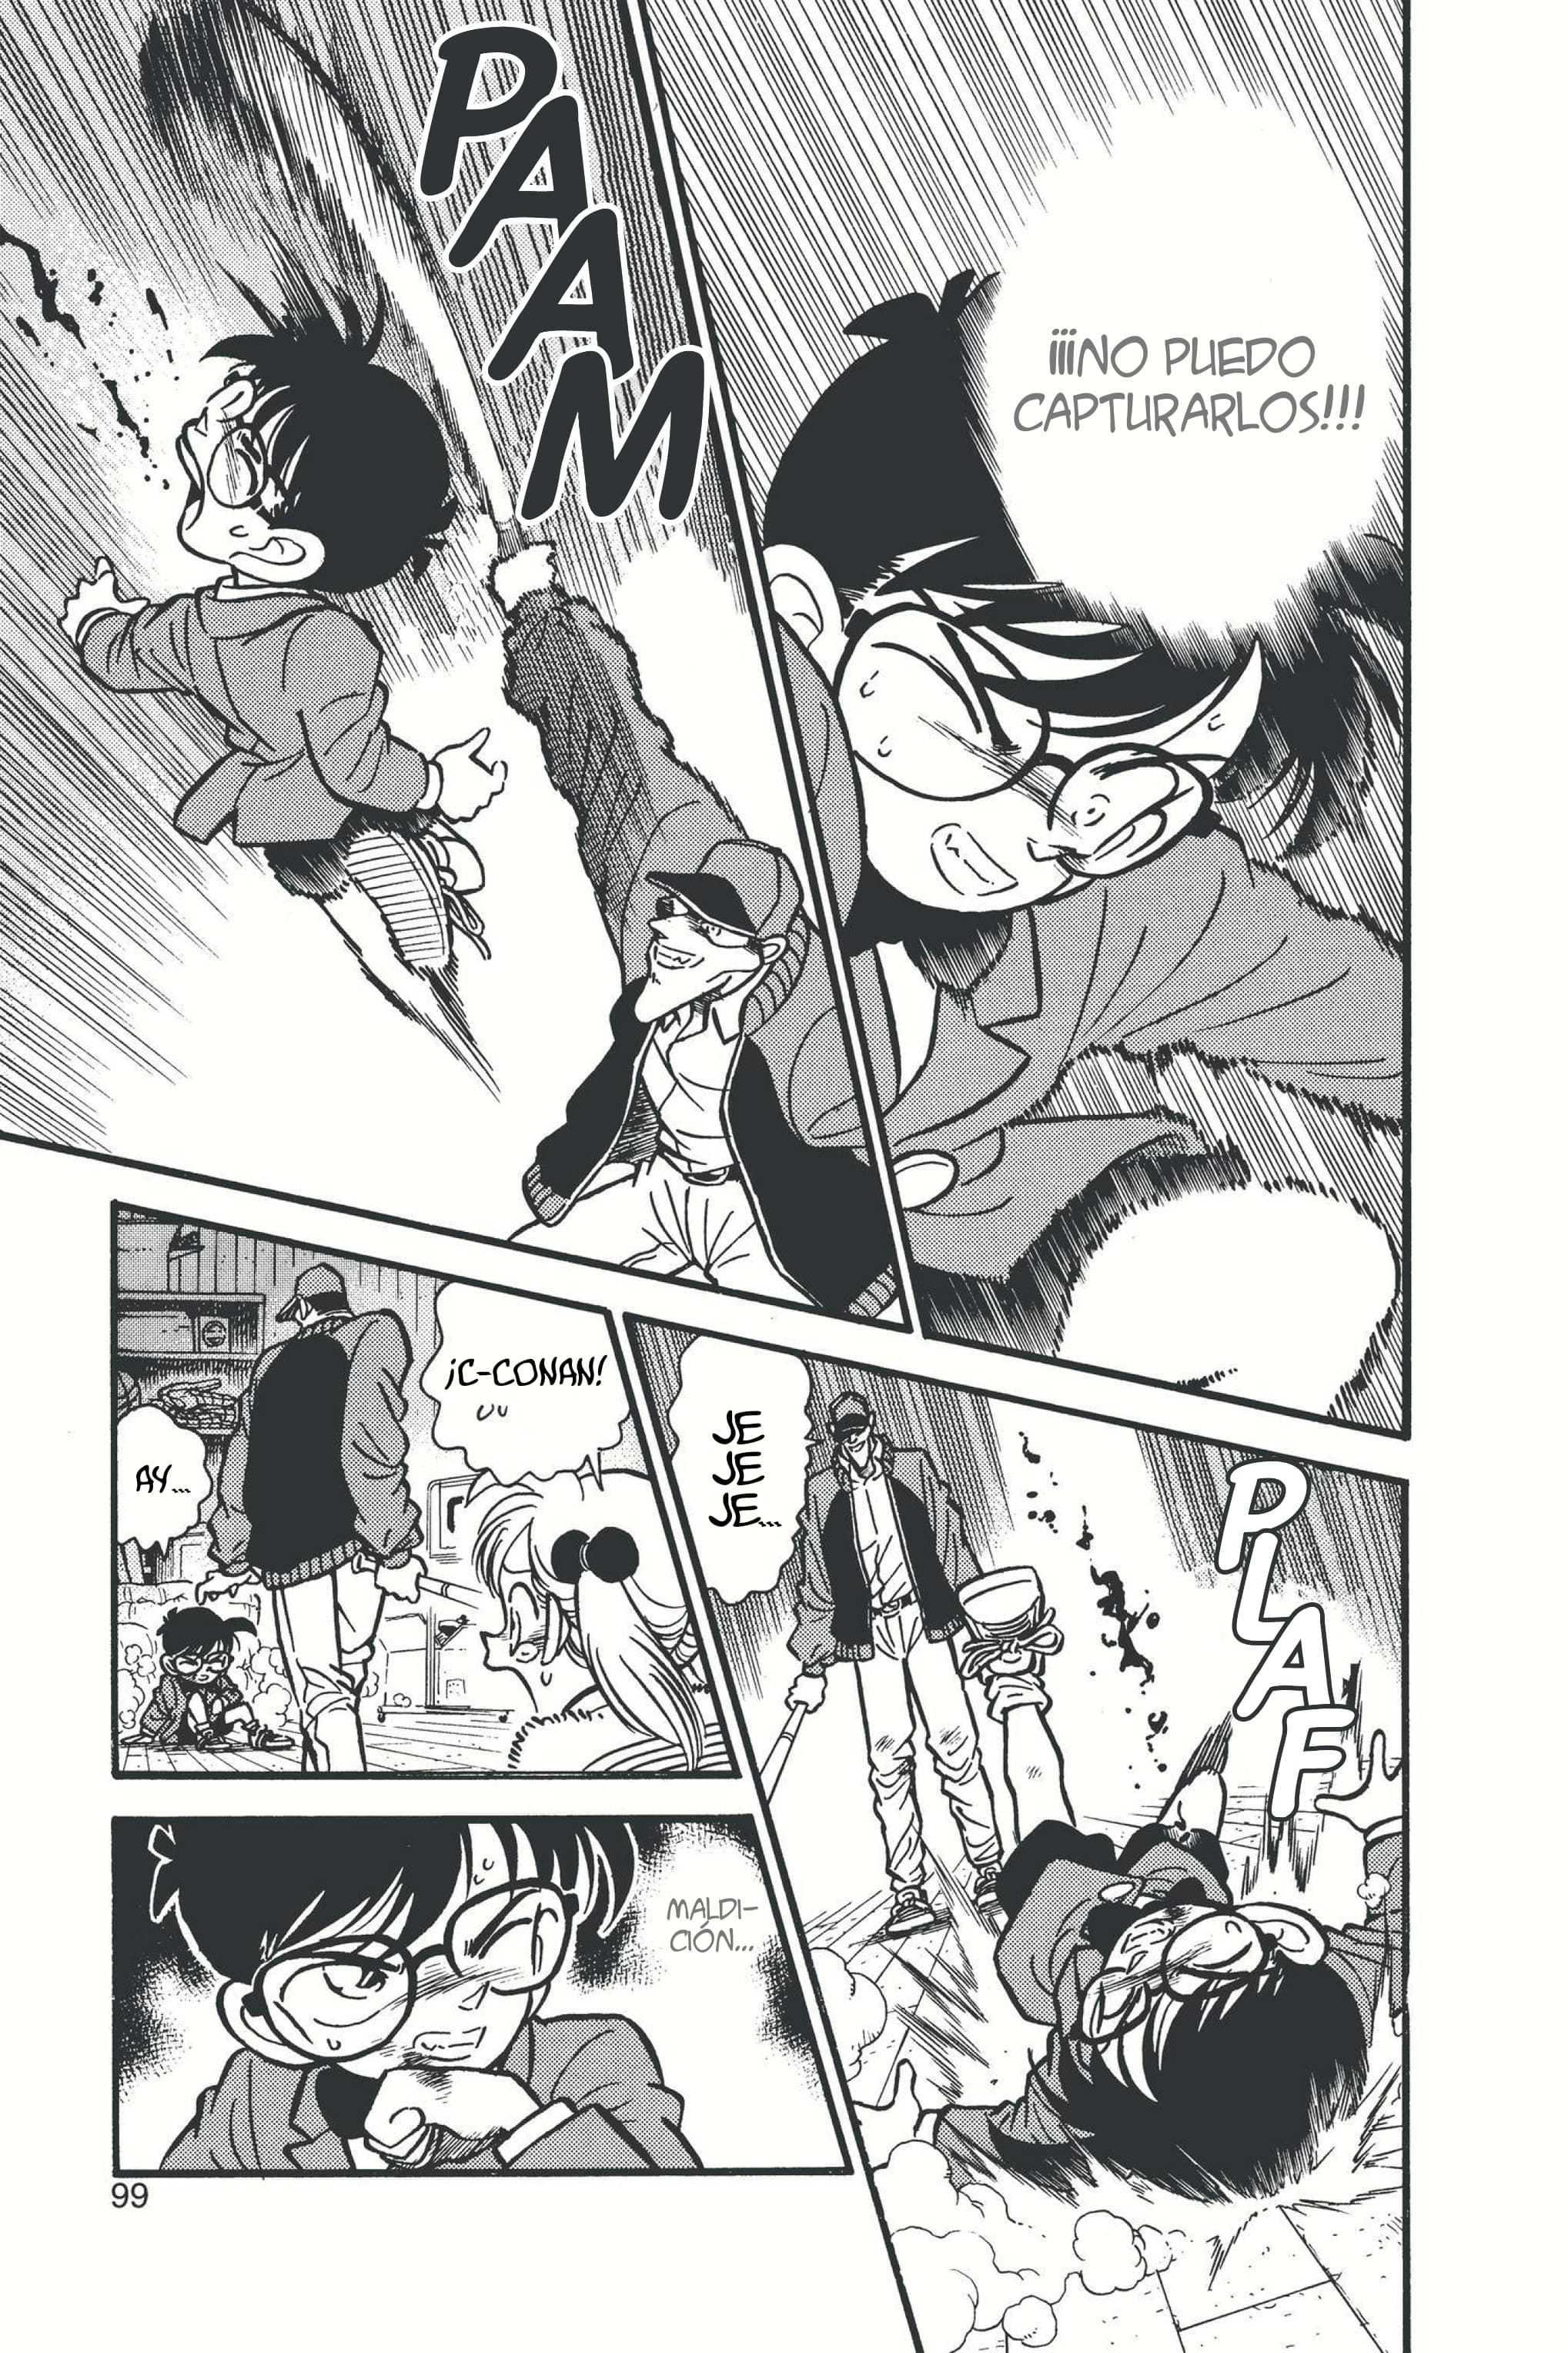 ¡¡¡NO PUEDO
CAPTURARLOS!!!
PAAM
PLAF
JE
JE
JE...
¡C-CONAN!
AY...
MALDI-
CIÓN...
99